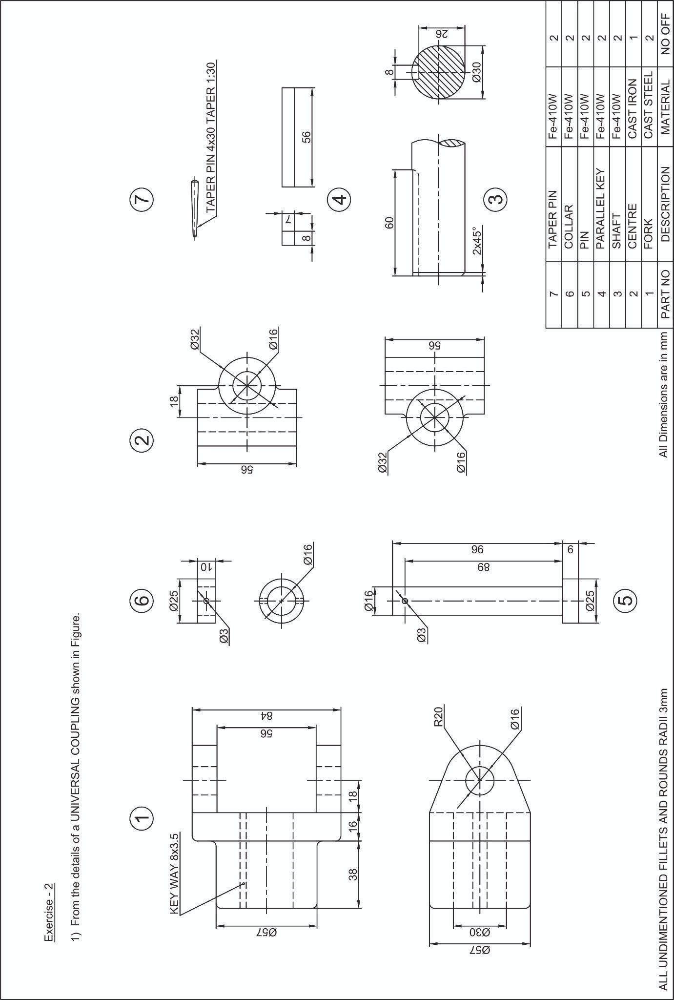 Exercise - 2
1) From the details of a UNIVERSAL COUPLING shown in Figure.
1
KEY WAY 8x3.5
Ø57
84
56
38
16
18
R20
Ø16
Ø30
Ø57
6
Ø25
10
Ø3
Ø16
Ø16
96
89
Ø3
9
Ø25
5
2
18
Ø32
Ø16
56
Ø32
Ø16
56
7
TAPER PIN 4x30 TAPER 1:30
7
8
56
4
60
2x45°
3
8
26
Ø30
7 TAPER PIN Fe-410W 2
6 COLLAR Fe-410W 2
5 PIN Fe-410W 2
4 PARALLEL KEY Fe-410W 2
3 SHAFT Fe-410W 2
2 CENTRE CAST IRON 1
1 FORK CAST STEEL 2
PART NO DESCRIPTION MATERIAL NO OFF
ALL UNDIMENTIONED FILLETS AND ROUNDS RADII 3mm
All Dimensions are in mm